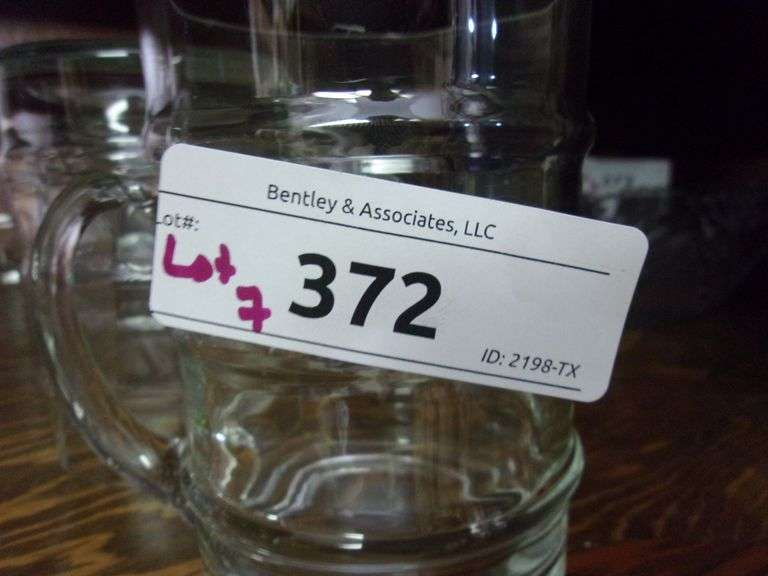 Bentley & Associates, LLC
Lot#:
372
Lot
7
ID: 2198-TX